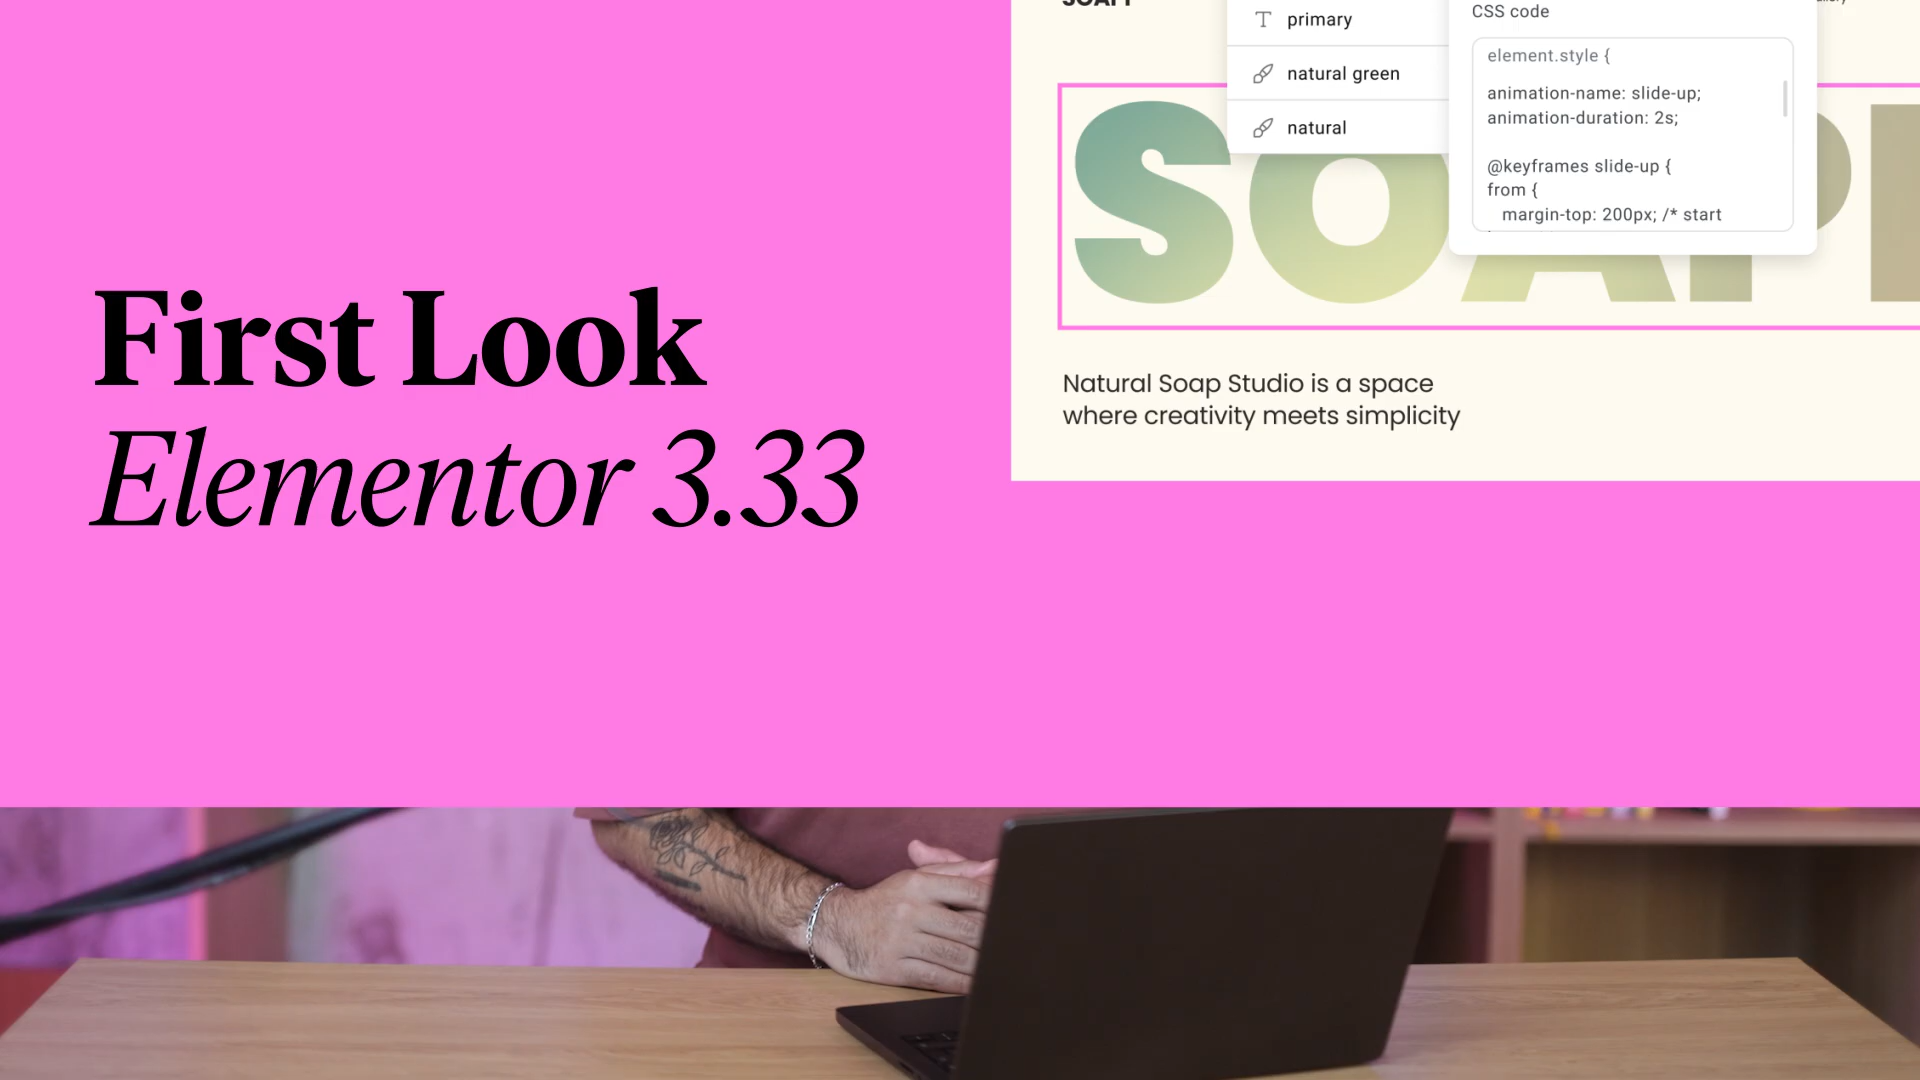 First Look
Elementor 3.33
primary
natural green
natural
CSS code
element.style {
animation-name: slide-up;
animation-duration: 2s;
@keyframes slide-up {
from {
margin-top: 200px; /* start
Natural Soap Studio is a space
where creativity meets simplicity